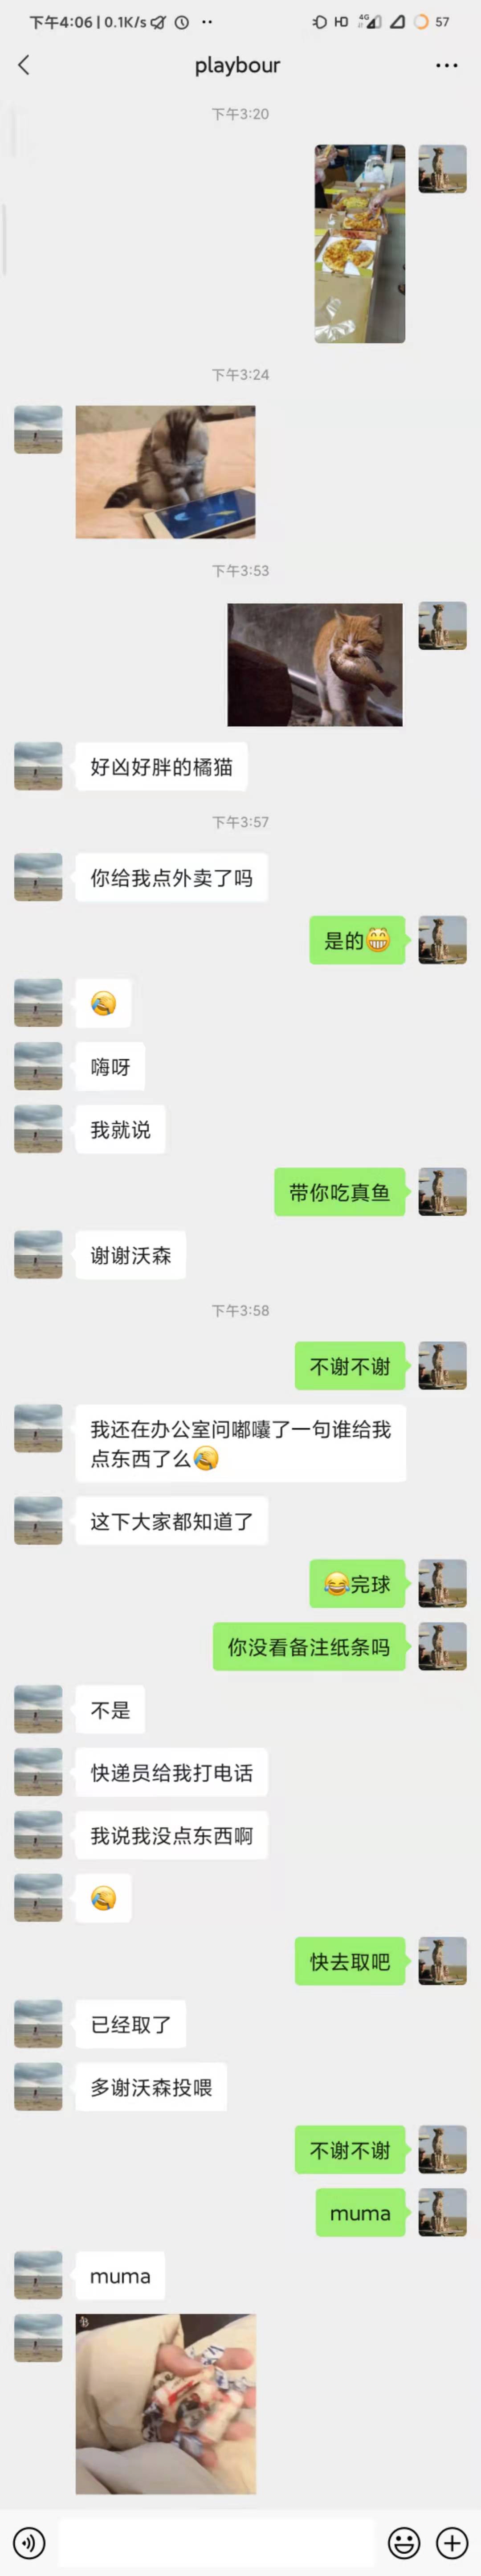 下午4:06 | 0.1K/s
HD 4G 57
playbour
下午3:20
下午3:24
下午3:53
好凶好胖的橘猫
下午3:57
你给我点外卖了吗
是的😁
🤣
嗨呀
我就说
带你吃真鱼
谢谢沃森
下午3:58
不谢不谢
我还在办公室问嘟囔了一句谁给我
点东西了么🤣
这下大家都知道了
😂完球
你没看备注纸条吗
不是
快递员给我打电话
我说我没点东西啊
🤣
快去取吧
已经取了
多谢沃森投喂
不谢不谢
muma
muma